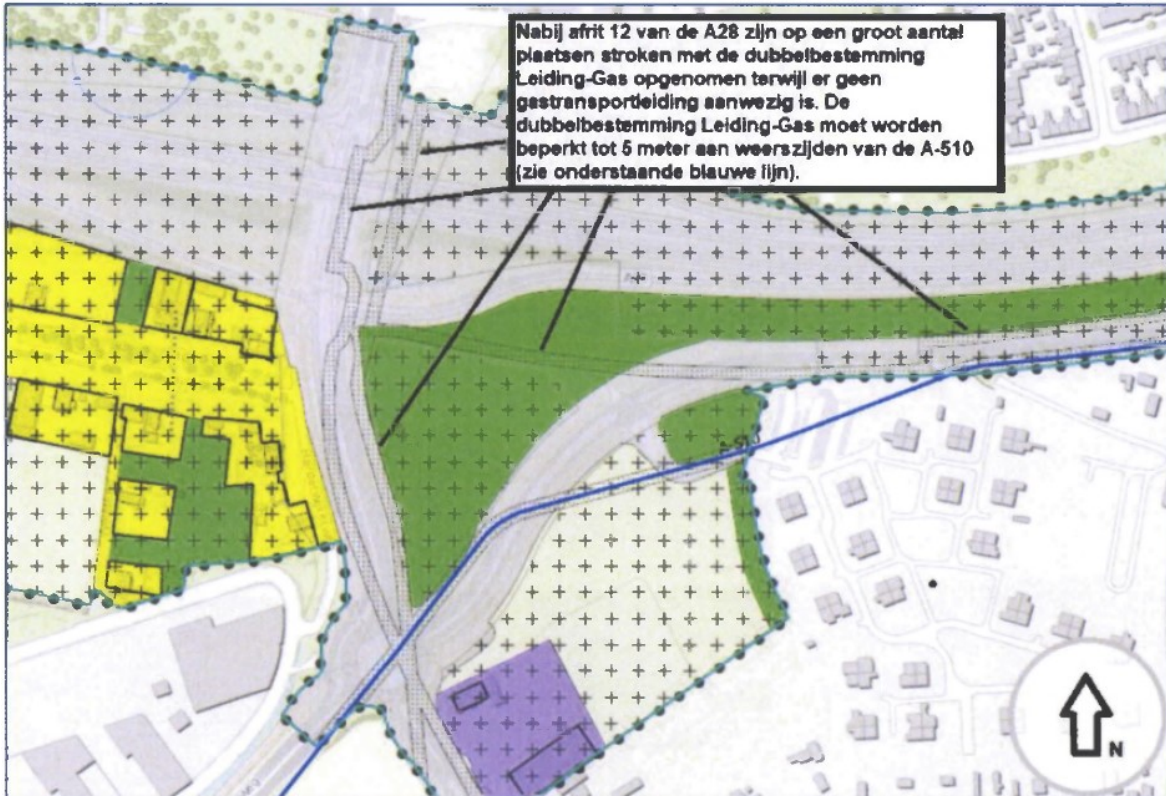 Nabij afrit 12 van de A28 zijn op een groot aantal
plaatsen stroken met de dubbelbestemming
Leiding-Gas opgenomen terwijl er geen
gastransportleiding aanwezig is. De
dubbelbestemming Leiding-Gas moet worden
beperkt tot 5 meter aan weerszijden van de A-510
(zie onderstaande blauwe lijn).
N